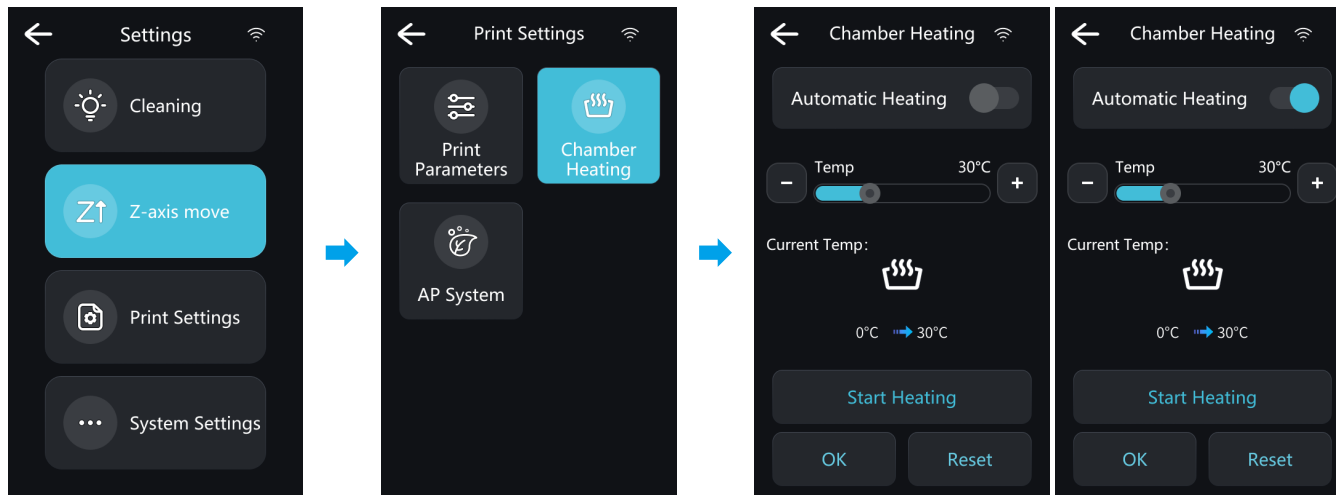 Settings
Cleaning
Z↑ Z-axis move
Print Settings
System Settings
Print Settings
Print
Parameters
Chamber
Heating
AP System
Chamber Heating
Automatic Heating
Temp 30°C
− +
Current Temp:
0°C 30°C
Start Heating
OK Reset
Chamber Heating
Automatic Heating
Temp 30°C
− +
Current Temp:
0°C 30°C
Start Heating
OK Reset